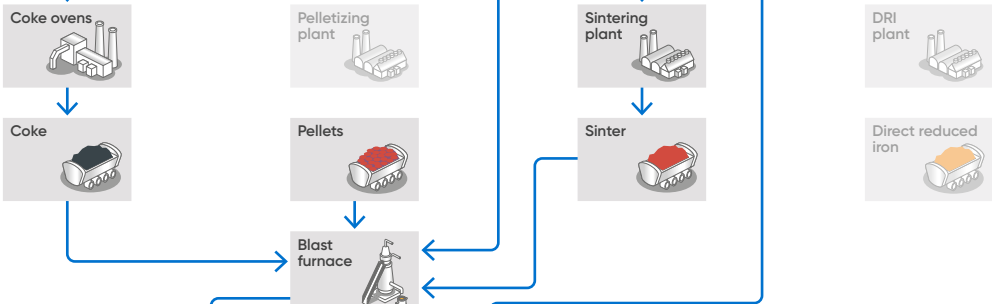 Coke ovens
Pelletizing
plant
Sintering
plant
DRI
plant
Coke
Pellets
Sinter
Direct reduced
iron
Blast
furnace